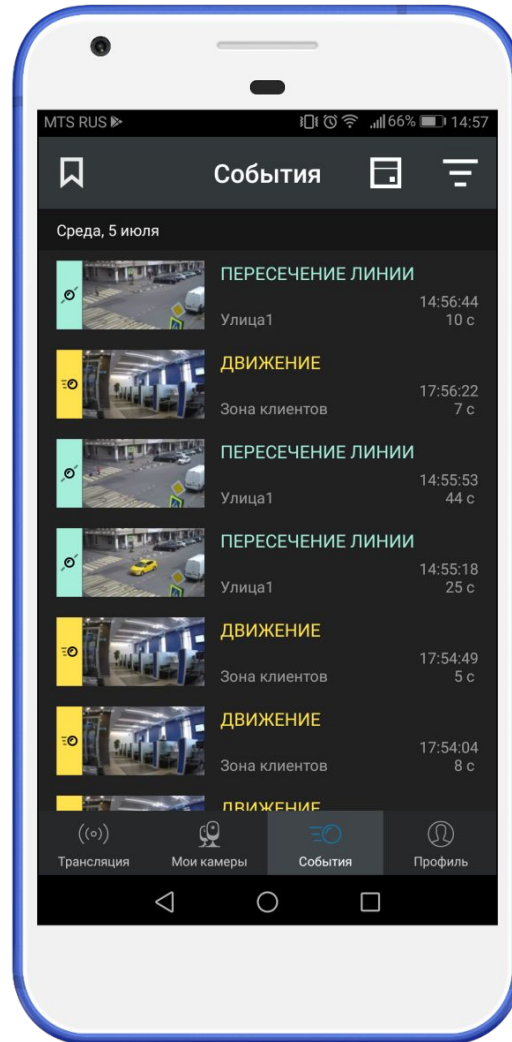 MTS RUS 66% 14:57
События
Среда, 5 июля
ПЕРЕСЕЧЕНИЕ ЛИНИИ
14:56:44
Улица1 10 с
ДВИЖЕНИЕ
17:56:22
Зона клиентов 7 с
ПЕРЕСЕЧЕНИЕ ЛИНИИ
14:55:53
Улица1 44 с
ПЕРЕСЕЧЕНИЕ ЛИНИИ
14:55:18
Улица1 25 с
ДВИЖЕНИЕ
17:54:49
Зона клиентов 5 с
ДВИЖЕНИЕ
17:54:04
Зона клиентов 8 с
ДВИЖЕНИЕ
Трансляция Мои камеры События Профиль